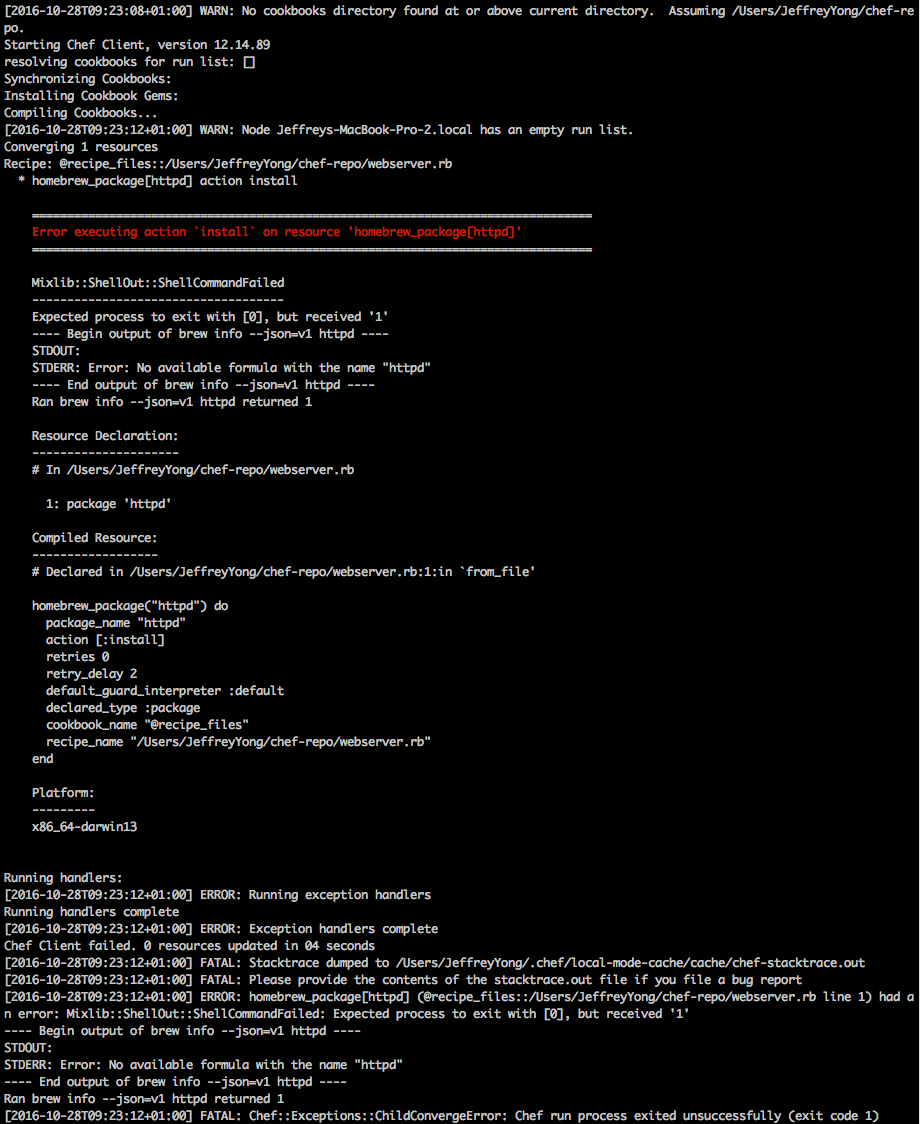 [2016-10-28T09:23:08+01:00] WARN: No cookbooks directory found at or above current directory.  Assuming /Users/JeffreyYong/chef-re
po.
Starting Chef Client, version 12.14.89
resolving cookbooks for run list: []
Synchronizing Cookbooks:
Installing Cookbook Gems:
Compiling Cookbooks...
[2016-10-28T09:23:12+01:00] WARN: Node Jeffreys-MacBook-Pro-2.local has an empty run list.
Converging 1 resources
Recipe: @recipe_files::/Users/JeffreyYong/chef-repo/webserver.rb
  * homebrew_package[httpd] action install

    ================================================================================
    Error executing action `install` on resource 'homebrew_package[httpd]'
    ================================================================================

    Mixlib::ShellOut::ShellCommandFailed
    ------------------------------------
    Expected process to exit with [0], but received '1'
    ---- Begin output of brew info --json=v1 httpd ----
    STDOUT:
    STDERR: Error: No available formula with the name "httpd"
    ---- End output of brew info --json=v1 httpd ----
    Ran brew info --json=v1 httpd returned 1

    Resource Declaration:
    ---------------------
    # In /Users/JeffreyYong/chef-repo/webserver.rb

      1: package 'httpd'

    Compiled Resource:
    ------------------
    # Declared in /Users/JeffreyYong/chef-repo/webserver.rb:1:in `from_file'

    homebrew_package("httpd") do
      package_name "httpd"
      action [:install]
      retries 0
      retry_delay 2
      default_guard_interpreter :default
      declared_type :package
      cookbook_name "@recipe_files"
      recipe_name "/Users/JeffreyYong/chef-repo/webserver.rb"
    end

    Platform:
    ---------
    x86_64-darwin13


Running handlers:
[2016-10-28T09:23:12+01:00] ERROR: Running exception handlers
Running handlers complete
[2016-10-28T09:23:12+01:00] ERROR: Exception handlers complete
Chef Client failed. 0 resources updated in 04 seconds
[2016-10-28T09:23:12+01:00] FATAL: Stacktrace dumped to /Users/JeffreyYong/.chef/local-mode-cache/cache/chef-stacktrace.out
[2016-10-28T09:23:12+01:00] FATAL: Please provide the contents of the stacktrace.out file if you file a bug report
[2016-10-28T09:23:12+01:00] ERROR: homebrew_package[httpd] (@recipe_files::/Users/JeffreyYong/chef-repo/webserver.rb line 1) had a
n error: Mixlib::ShellOut::ShellCommandFailed: Expected process to exit with [0], but received '1'
---- Begin output of brew info --json=v1 httpd ----
STDOUT:
STDERR: Error: No available formula with the name "httpd"
---- End output of brew info --json=v1 httpd ----
Ran brew info --json=v1 httpd returned 1
[2016-10-28T09:23:12+01:00] FATAL: Chef::Exceptions::ChildConvergeError: Chef run process exited unsuccessfully (exit code 1)